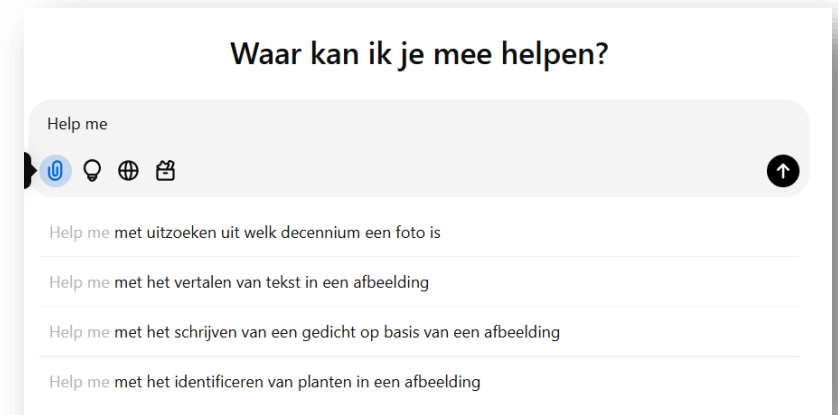 Waar kan ik je mee helpen?
Help me
Help me met uitzoeken uit welk decennium een foto is
Help me met het vertalen van tekst in een afbeelding
Help me met het schrijven van een gedicht op basis van een afbeelding
Help me met het identificeren van planten in een afbeelding